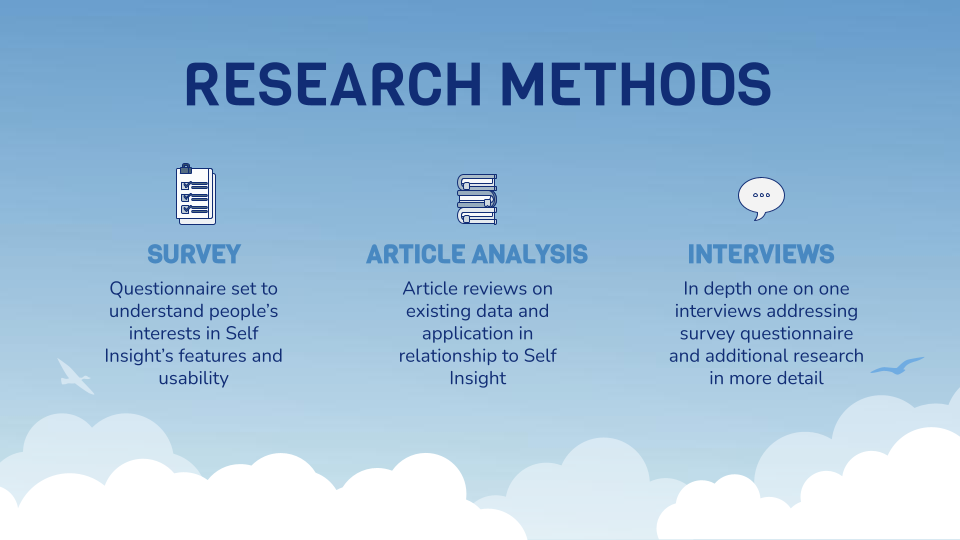 RESEARCH METHODS
SURVEY
Questionnaire set to
understand people's
interests in Self
Insight's features and
usability
ARTICLE ANALYSIS
Article reviews on
existing data and
application in
relationship to Self
Insight
INTERVIEWS
In depth one on one
interviews addressing
survey questionnaire
and additional research
in more detail